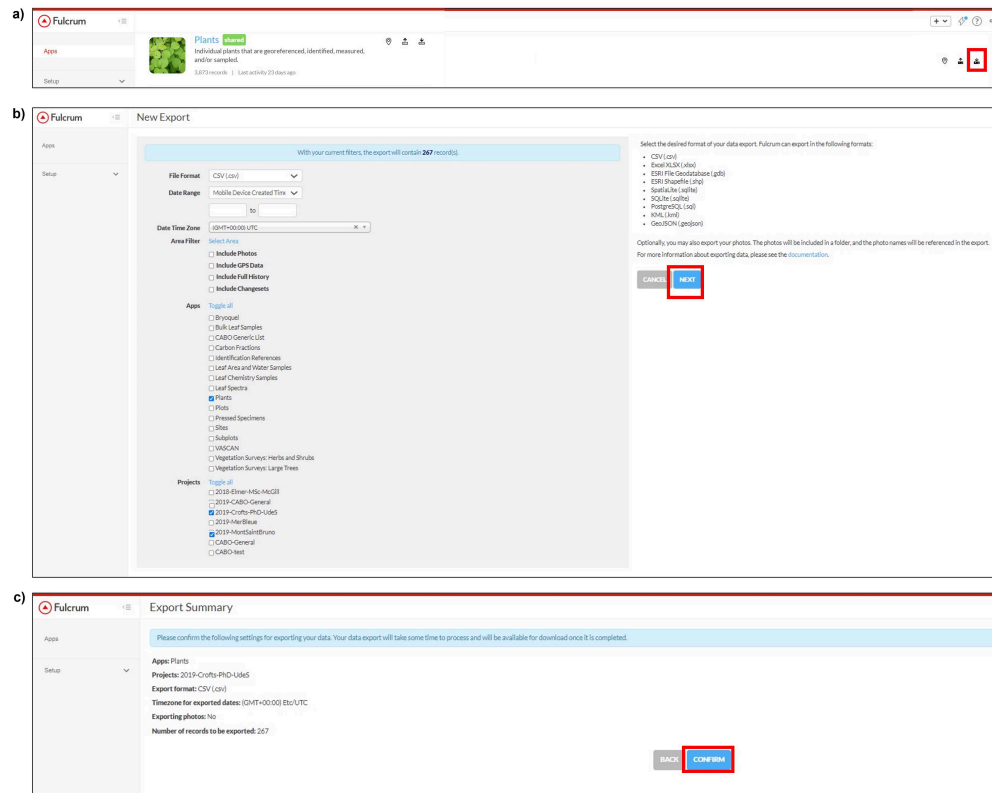 a)
Fulcrum
Plants shared
Individual plants that are georeferenced, identified, measured,
and/or sampled.
3,873 records | Last activity 23 days ago
Apps
Setup
b)
Fulcrum
New Export
Apps
Setup
With your current filters, the export will contain 267 record(s).
File Format CSV (.csv)
Date Range Mobile Device Created Time
to
Date Time Zone (GMT+00:00) UTC
Area Filter Select Area
Include Photos
Include GPS Data
Include Full History
Include Changesets
Apps Toggle all
Bryoquel
Bulk Leaf Samples
CABO Generic List
Carbon Fractions
Identification References
Leaf Area and Water Samples
Leaf Chemistry Samples
Leaf Spectra
Plants
Plots
Pressed Specimens
Sites
Subplots
VASCAN
Vegetation Surveys: Herbs and Shrubs
Vegetation Surveys: Large Trees
Projects Toggle all
2018-Elmer-MSc-McGill
2019-CABO-General
2019-Crofts-PhD-UdeS
2019-MerBleue
2019-MontSaintBruno
CABO-General
CABO-test
Select the desired format of your data export. Fulcrum can export in the following formats:
• CSV (.csv)
• Excel XLSX (.xlsx)
• ESRI File Geodatabase (.gdb)
• ESRI Shapefile (.shp)
• SpatiaLite (.sqlite)
• SQLite (.sqlite)
• PostgreSQL (.sql)
• KML (.kml)
• GeoJSON (.geojson)
Optionally, you may also export your photos. The photos will be included in a folder, and the photo names will be referenced in the export.
For more information about exporting data, please see the documentation.
CANCEL NEXT
c)
Fulcrum
Export Summary
Apps
Setup
Please confirm the following settings for exporting your data. Your data export will take some time to process and will be available for download once it is completed.
Apps: Plants
Projects: 2019-Crofts-PhD-UdeS
Export format: CSV (.csv)
Timezone for exported dates: (GMT+00:00) Etc/UTC
Exporting photos: No
Number of records to be exported: 267
BACK CONFIRM